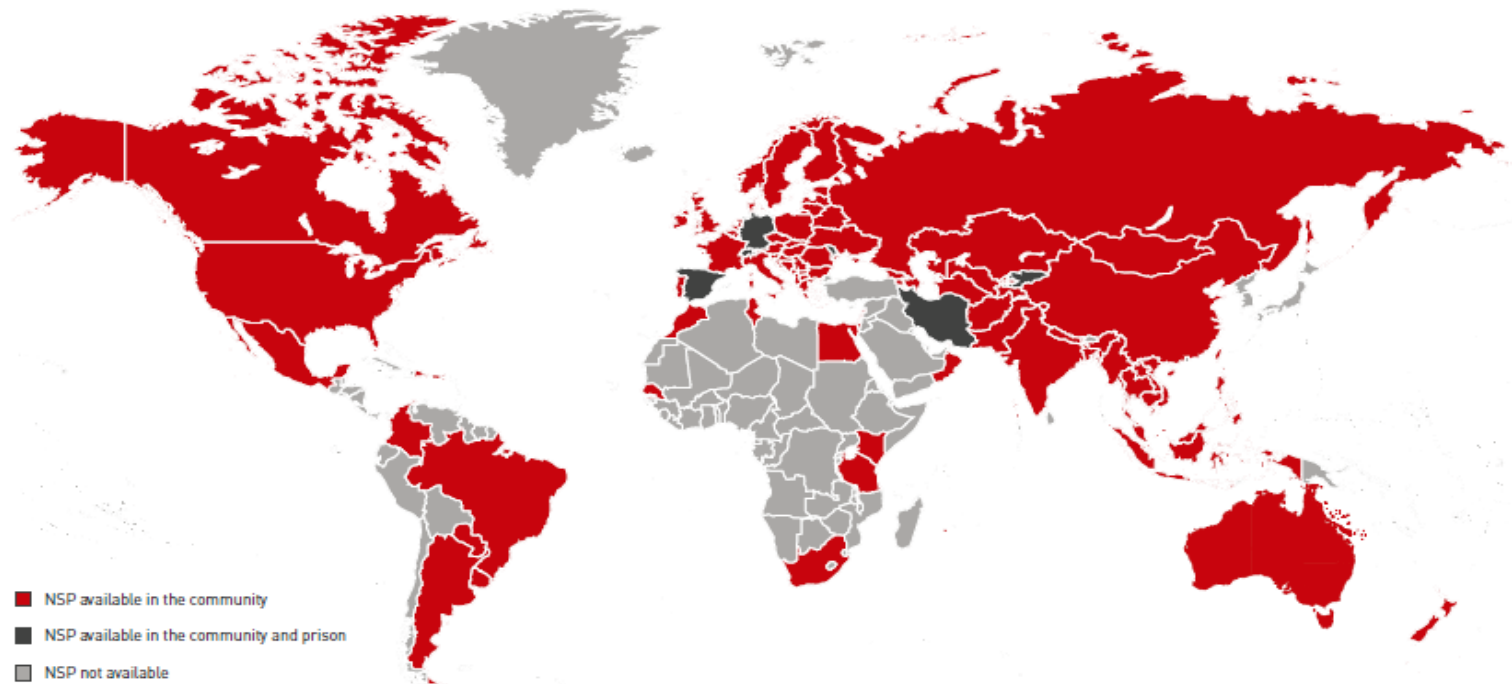 NSP available in the community
NSP available in the community and prison
NSP not available